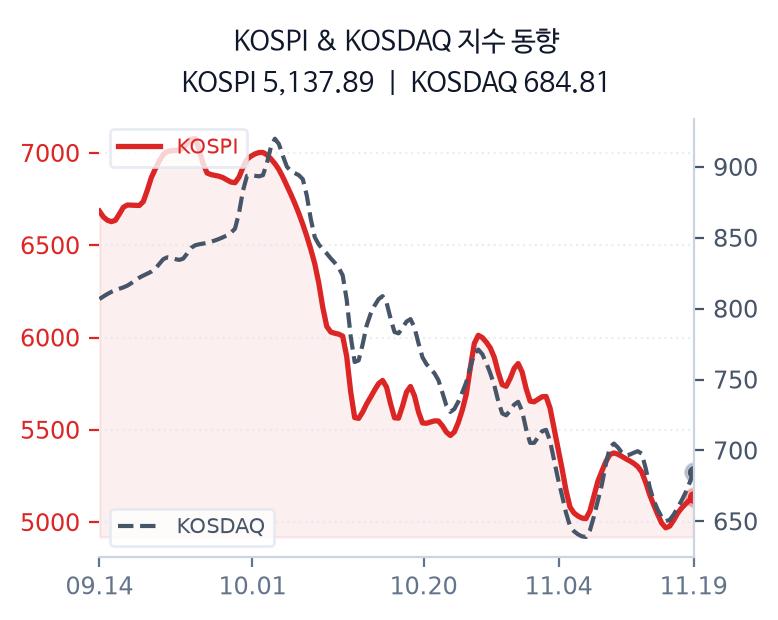 KOSPI & KOSDAQ 지수 동향
KOSPI 5,137.89 | KOSDAQ 684.81
KOSPI
7000
6500
6000
5500
5000
900
850
800
750
700
650
KOSDAQ
09.14 10.01 10.20 11.04 11.19